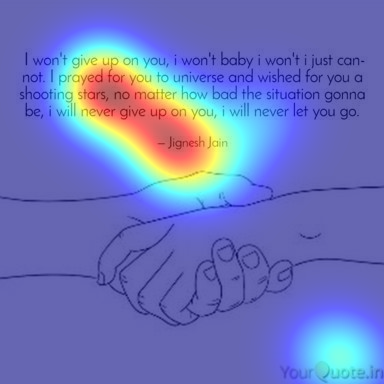 I won't give up on you, i won't baby i won't i just can-
not. I prayed for you to universe and wished for you a
shooting stars, no matter how bad the situation gonna
be, i will never give up on you, i will never let you go.
– Jignesh Jain
YourQuote.in